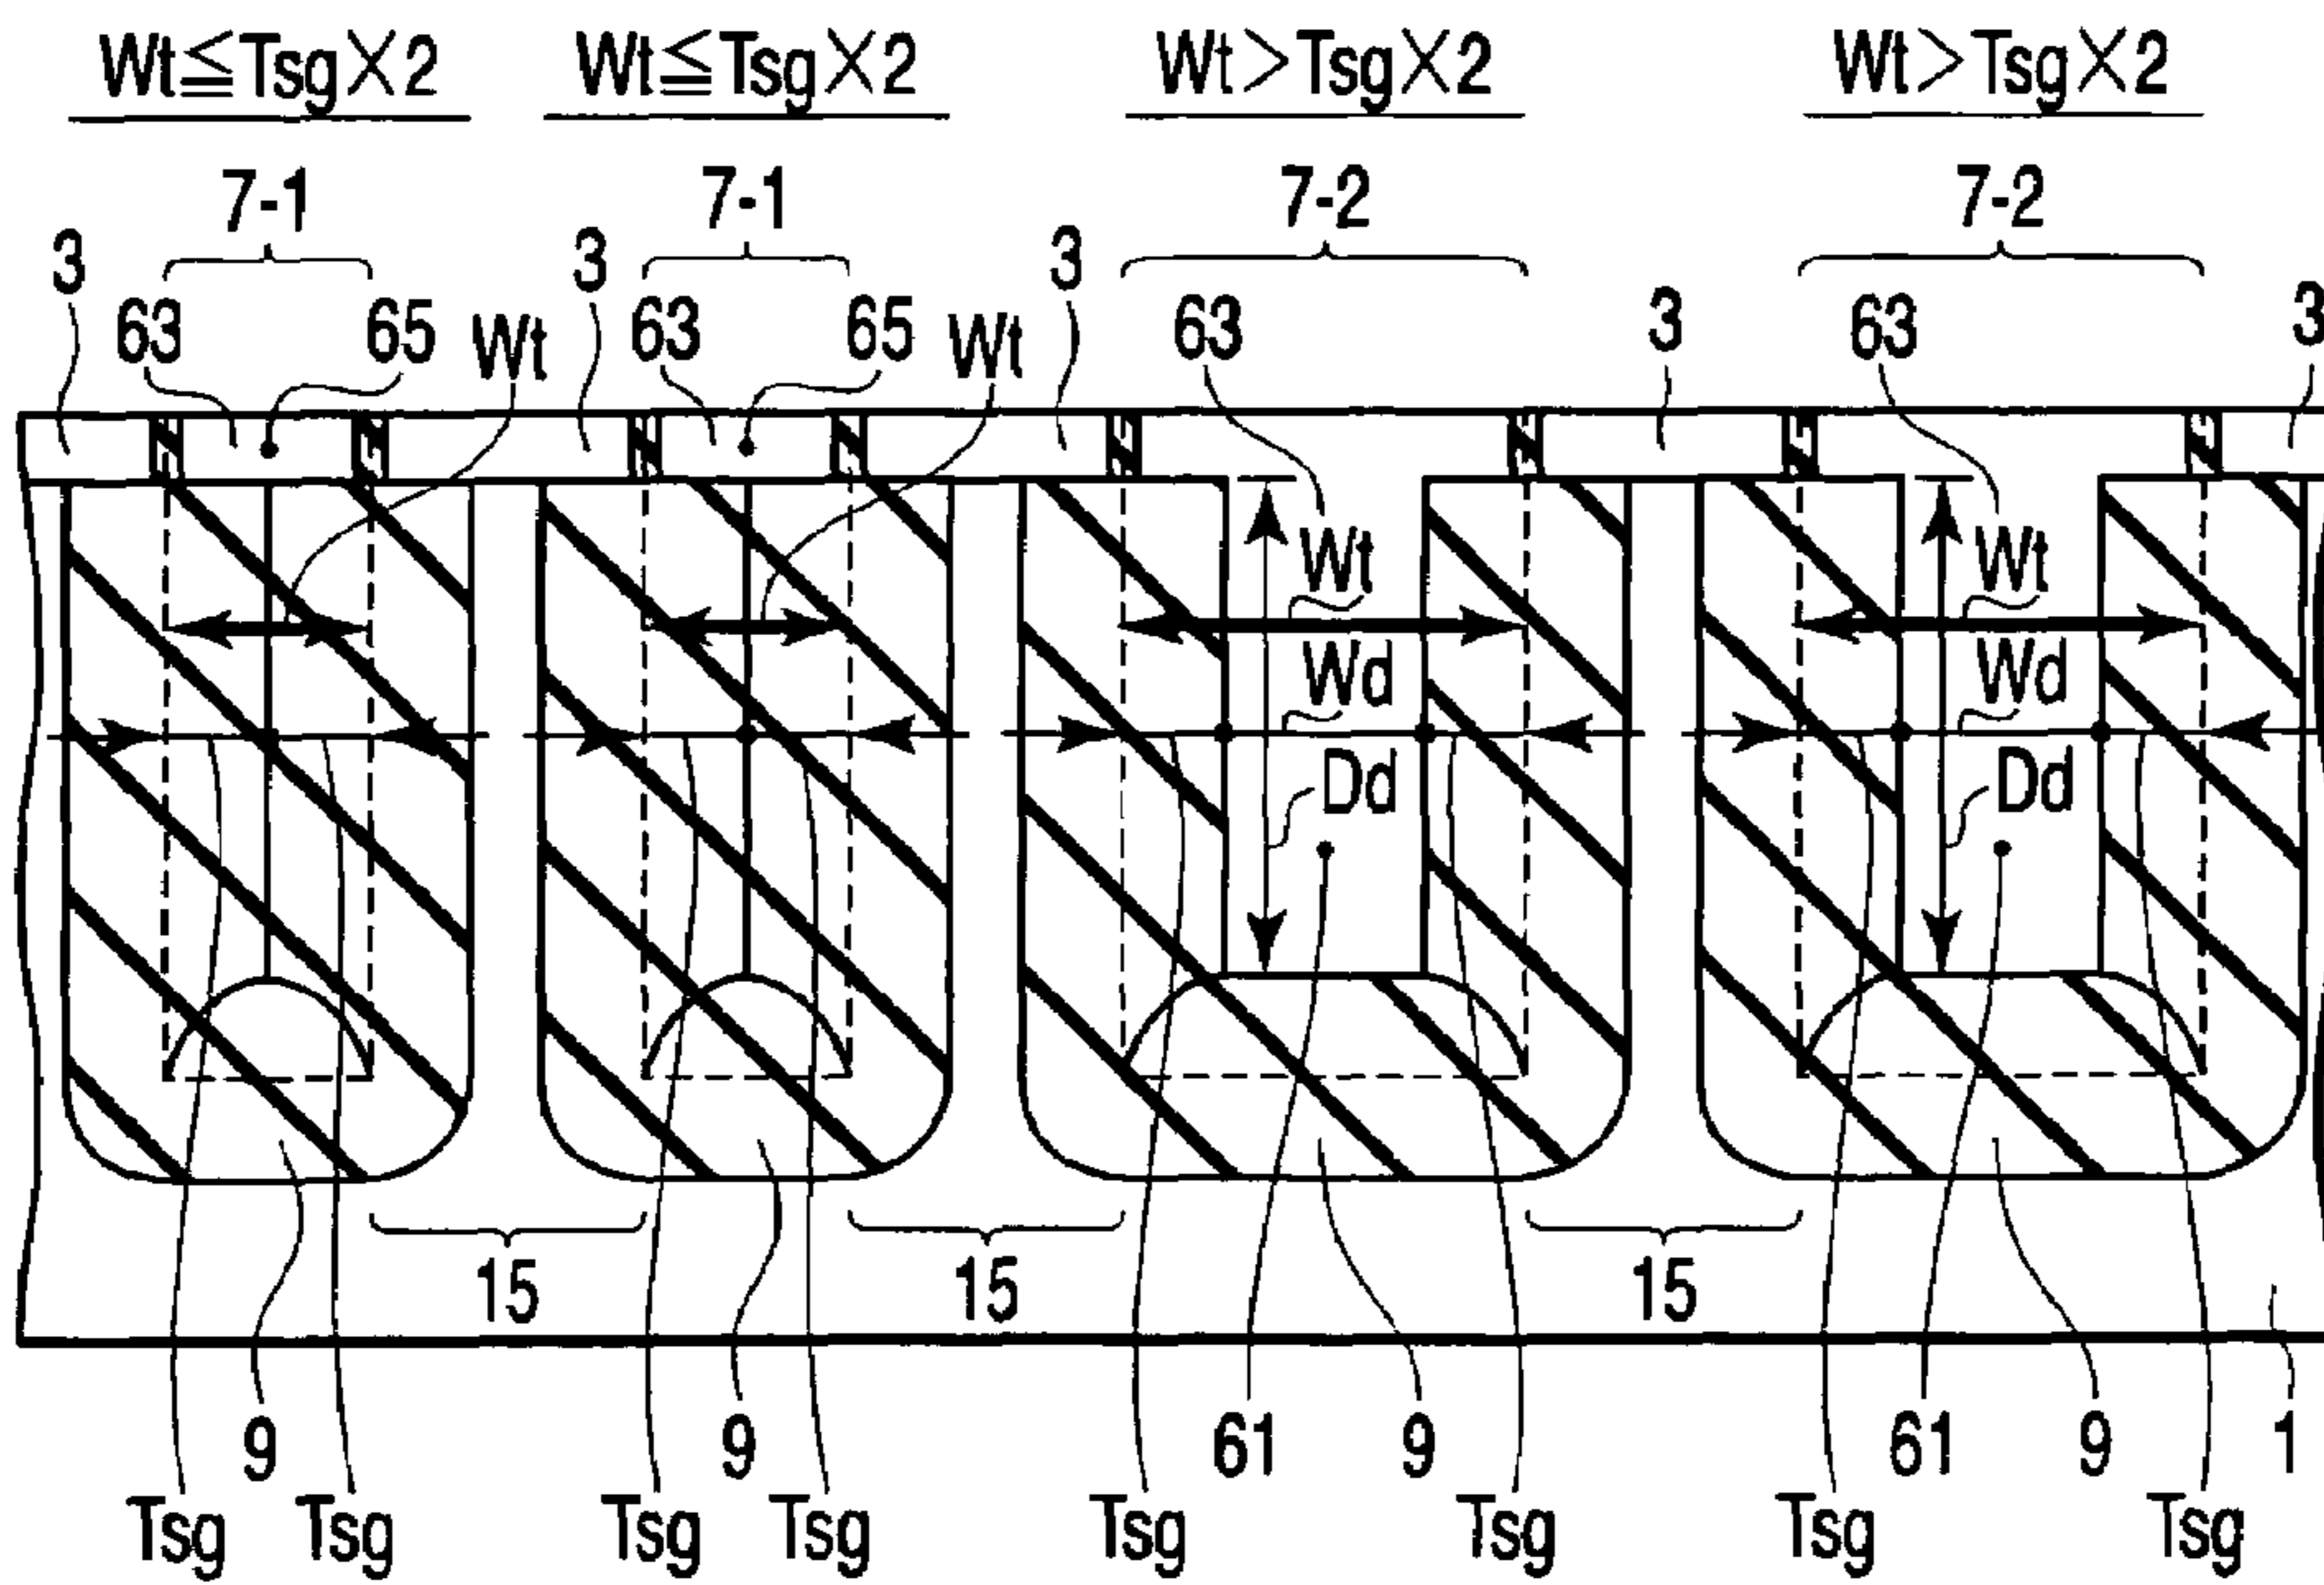 Wt≦Tsg×2 Wt≦Tsg×2 Wt>Tsg×2 Wt>Tsg×2
7-1 7-1 7-2 7-2
3 3 3
63 65 Wt 63 65 Wt 63 3 63 3
Wt Wt
Wd Wd
Dd Dd
15 15 15
9 9 61 9 61 9 1
Tsg Tsg Tsg Tsg Tsg Tsg Tsg Tsg